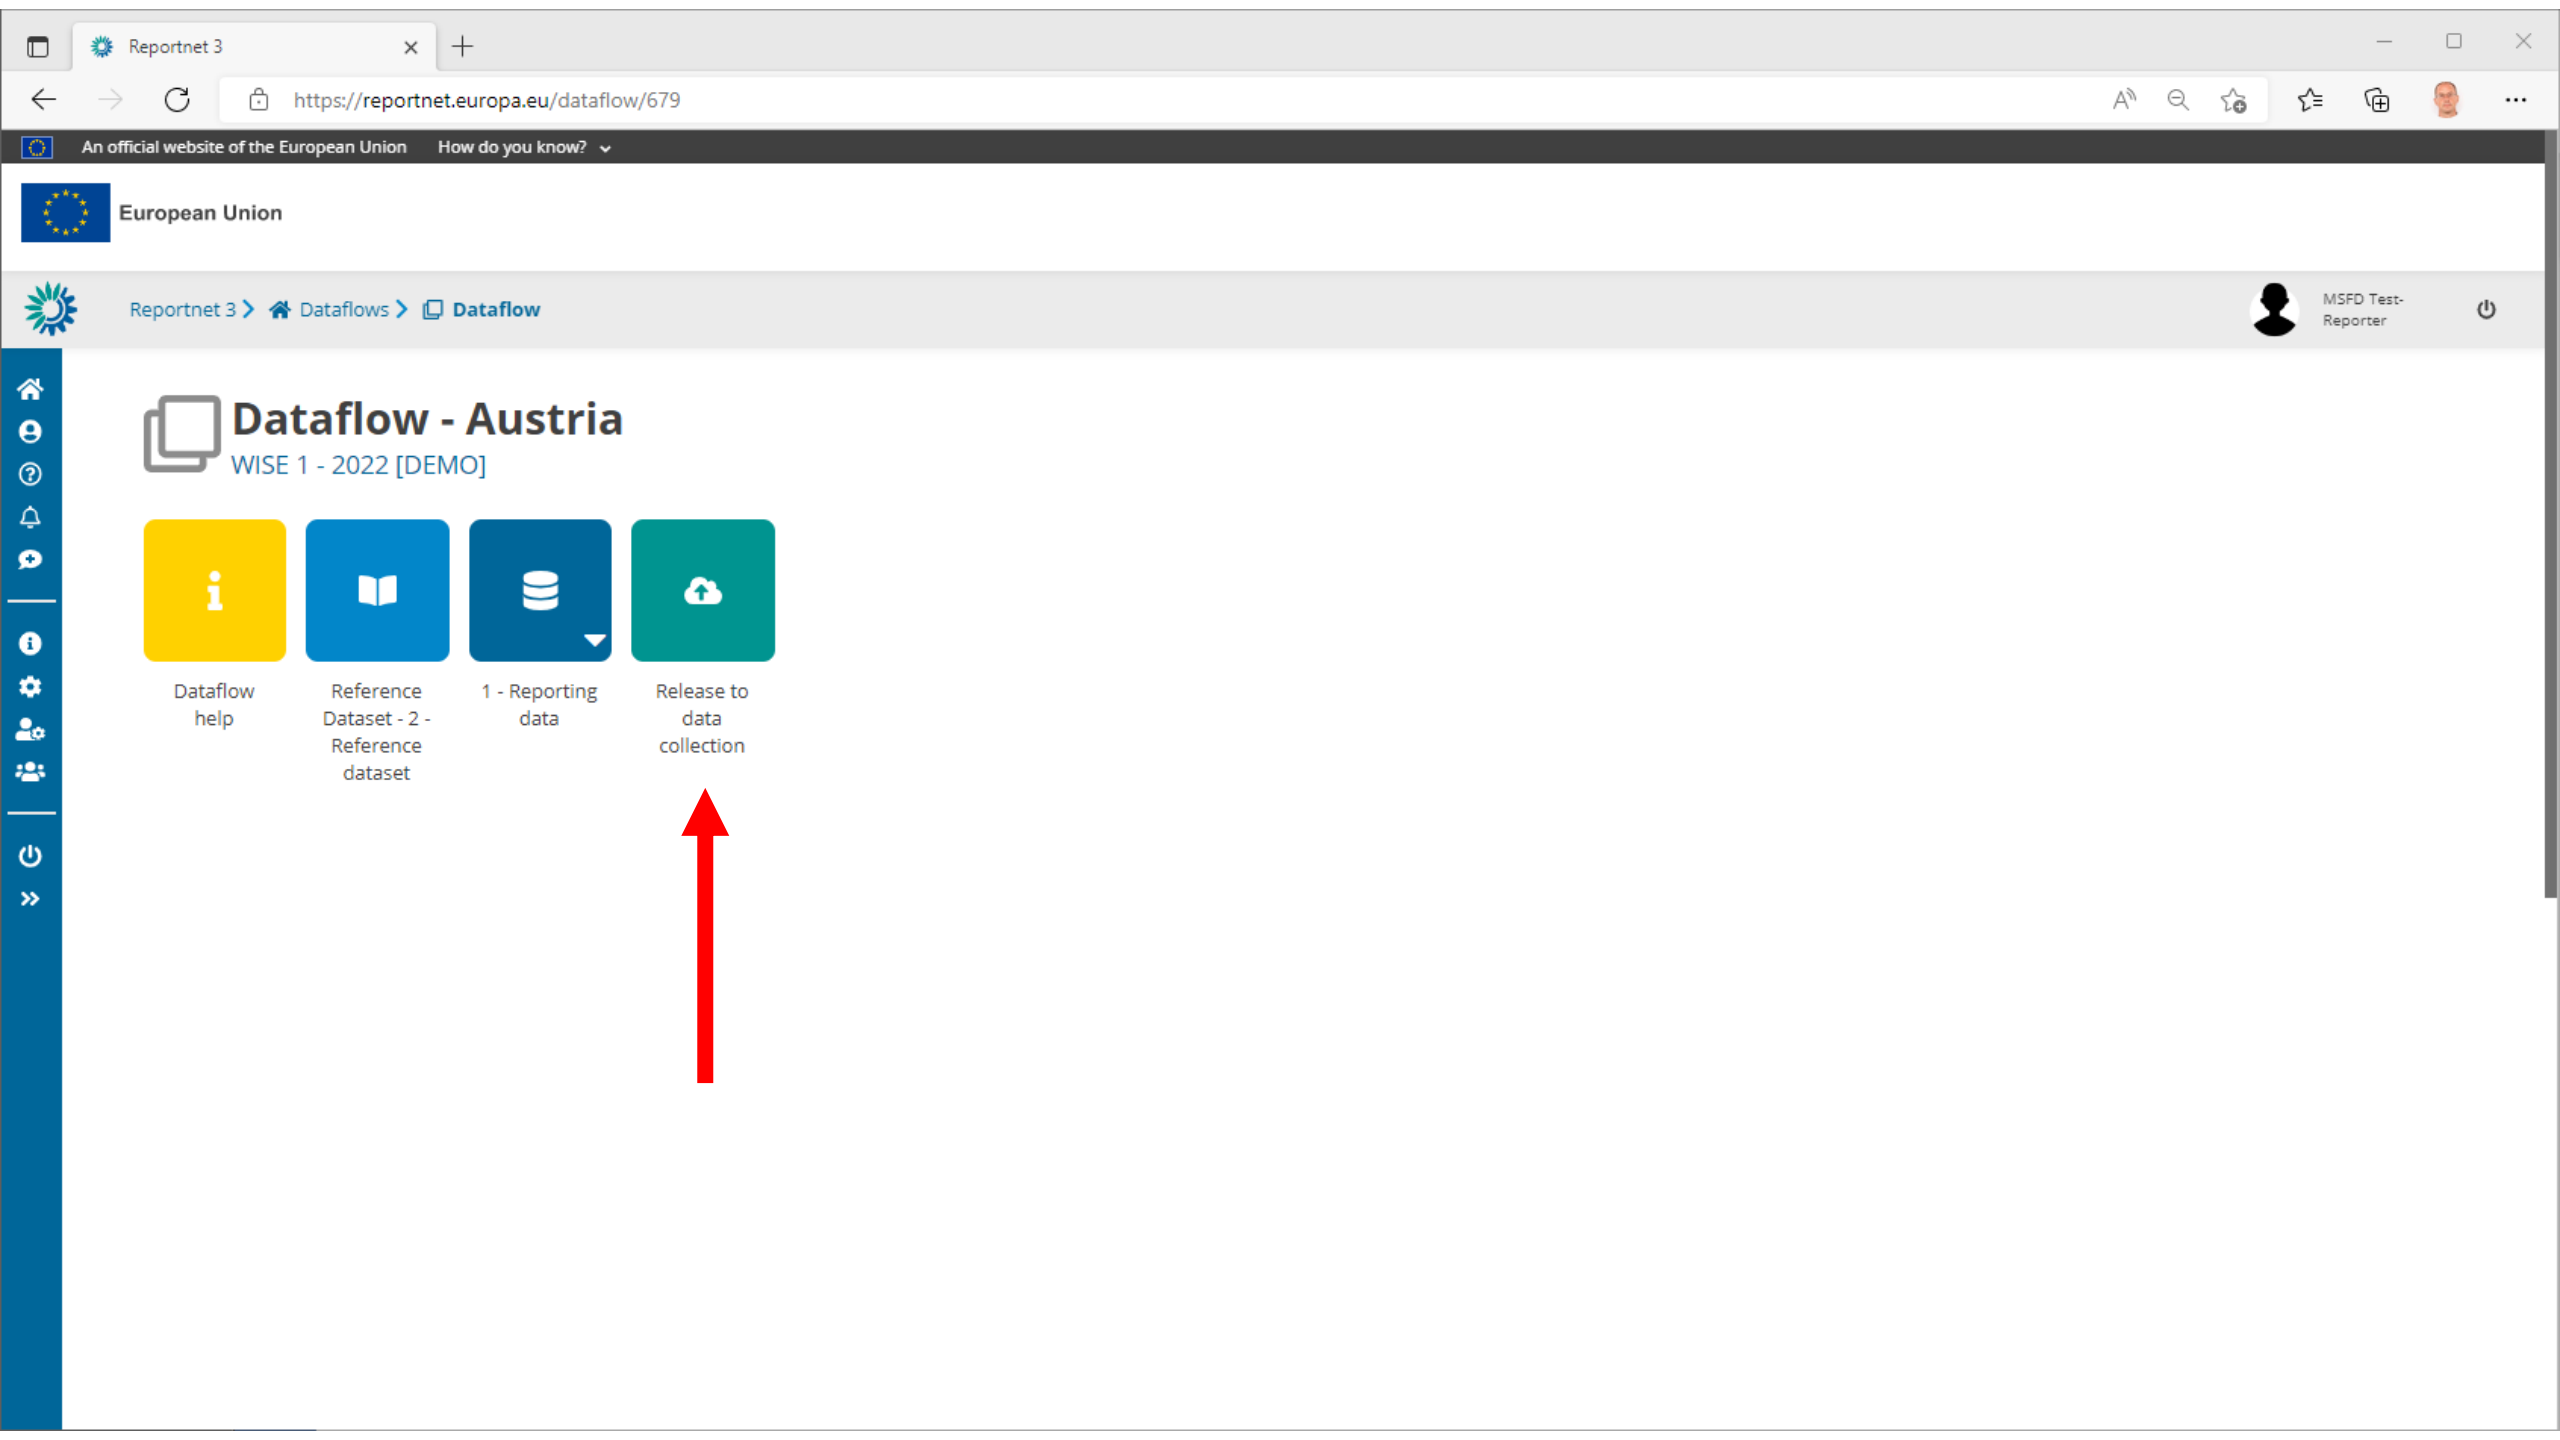 Reportnet 3
https://reportnet.europa.eu/dataflow/679
An official website of the European Union How do you know?
European Union
Reportnet 3 Dataflows Dataflow
MSFD Test-
Reporter
Dataflow - Austria
WISE 1 - 2022 [DEMO]
Dataflow
help
Reference
Dataset - 2 -
Reference
dataset
1 - Reporting
data
Release to
data
collection